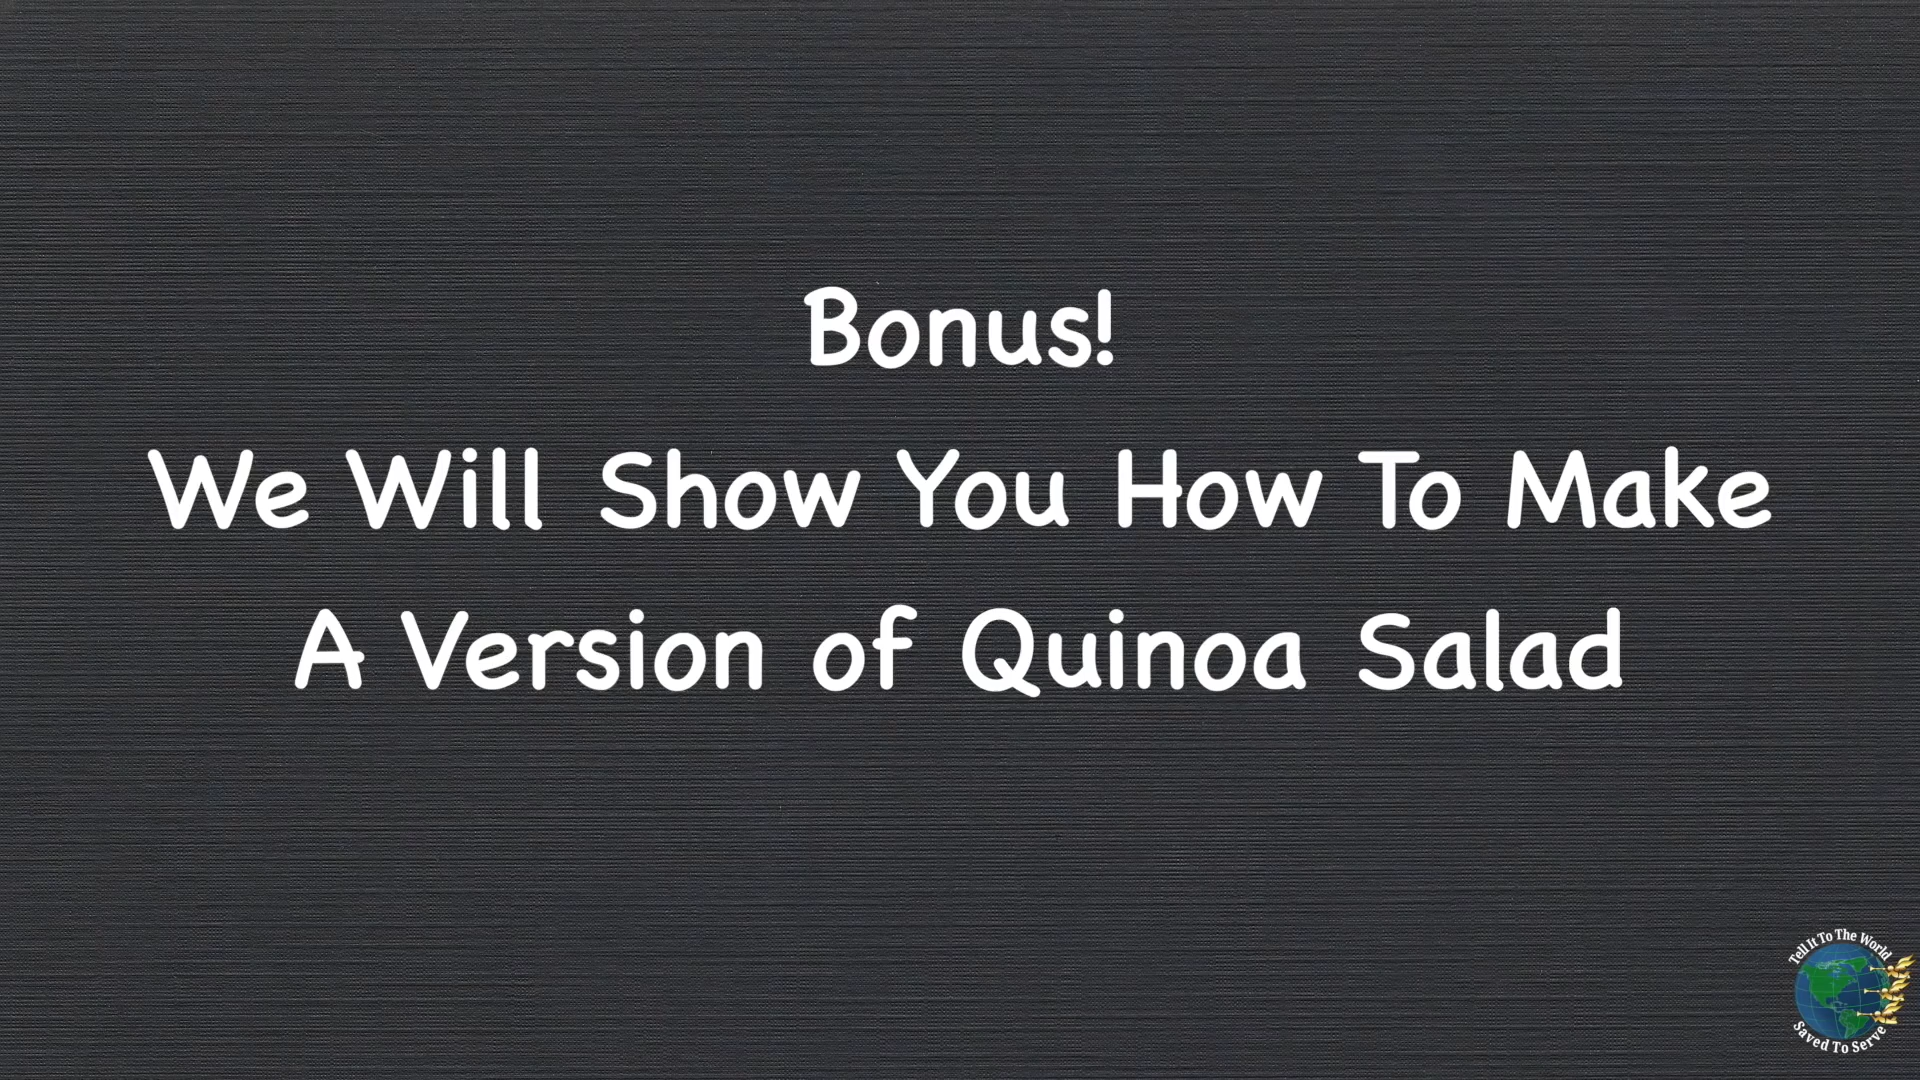 Bonus!
We Will Show You How To Make
A Version of Quinoa Salad
Tell It To The World
Saved To Serve